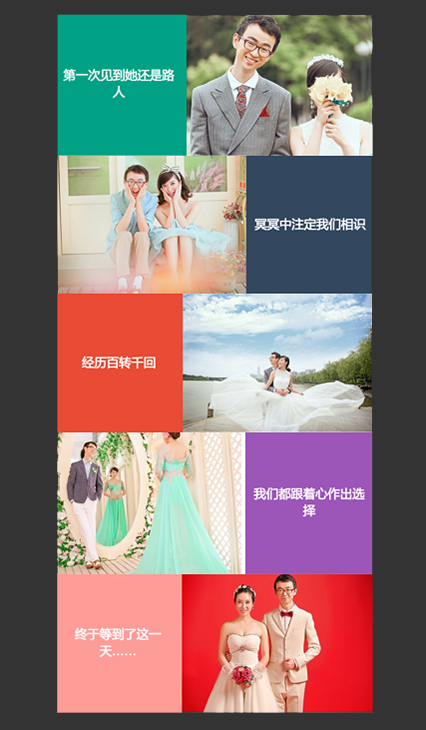 第一次见到她还是路
人
冥冥中注定我们相识
经历百转千回
我们都跟着心作出选
择
终于等到了这一
天……